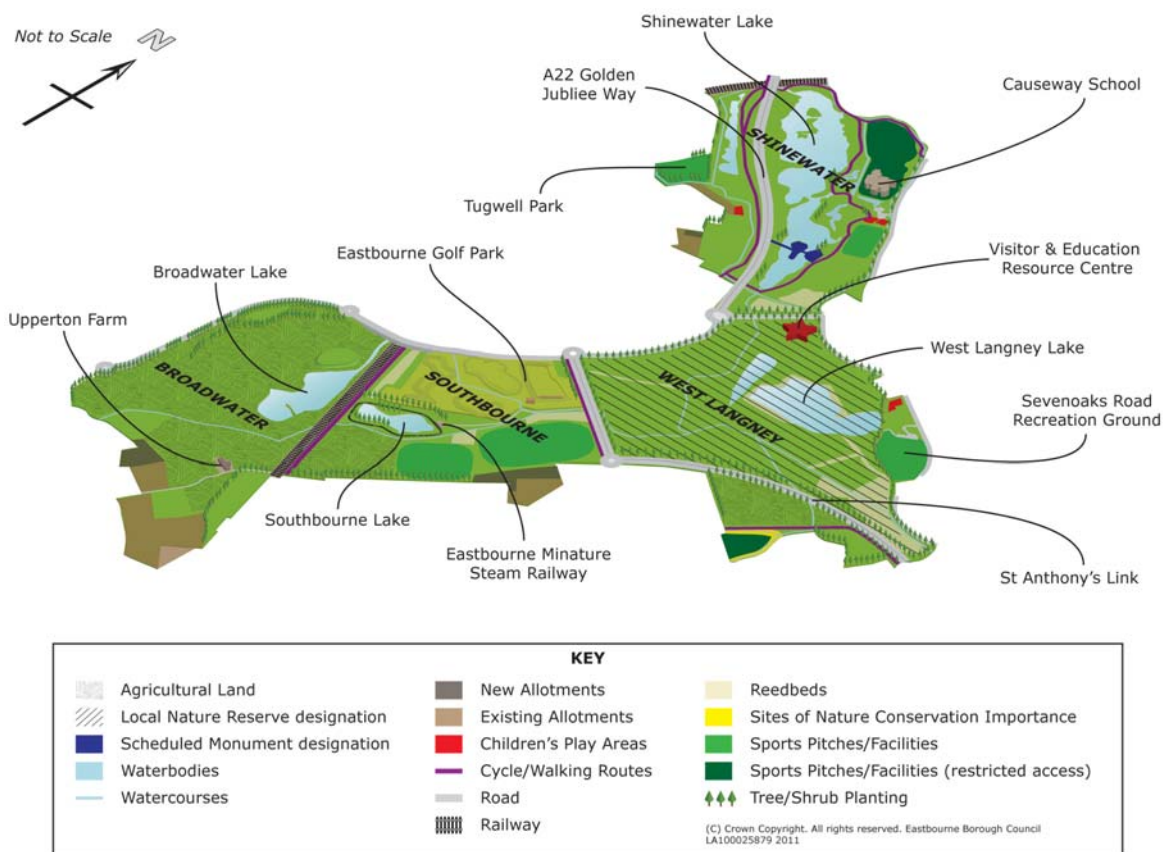 Not to Scale
N
Shinewater Lake
A22 Golden
Jubliee Way
Causeway School
SHINEWATER
Tugwell Park
Eastbourne Golf Park
Visitor & Education
Resource Centre
Broadwater Lake
Upperton Farm
West Langney Lake
BROADWATER
SOUTHBOURNE
WEST LANGNEY
Sevenoaks Road
Recreation Ground
Southbourne Lake
Eastbourne Minature
Steam Railway
St Anthony's Link
KEY
Agricultural Land
Local Nature Reserve designation
Scheduled Monument designation
Waterbodies
Watercourses
New Allotments
Existing Allotments
Children's Play Areas
Cycle/Walking Routes
Road
Railway
Reedbeds
Sites of Nature Conservation Importance
Sports Pitches/Facilities
Sports Pitches/Facilities (restricted access)
Tree/Shrub Planting
(C) Crown Copyright. All rights reserved. Eastbourne Borough Council
LA100025879 2011